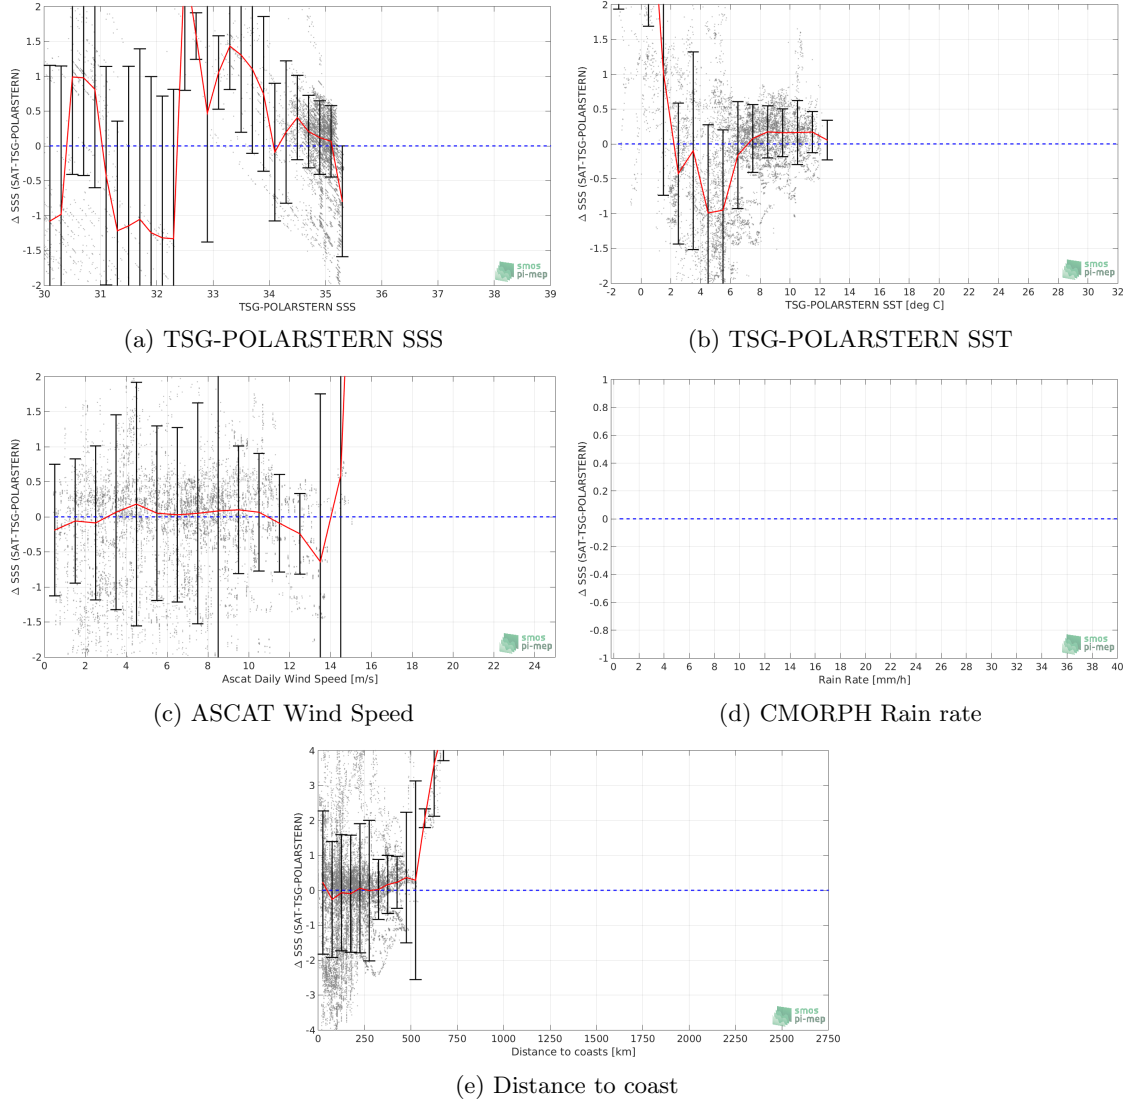 2
1.5
1
0.5
0
-0.5
-1
-1.5
-2
Δ SSS (SAT-TSG-POLARSTERN)
30 31 32 33 34 35 36 37 38 39
TSG-POLARSTERN SSS
smos
pi-mep
(a) TSG-POLARSTERN SSS
2
1.5
1
0.5
0
-0.5
-1
-1.5
-2
Δ SSS (SAT-TSG-POLARSTERN)
-2 0 2 4 6 8 10 12 14 16 18 20 22 24 26 28 30 32
TSG-POLARSTERN SST [deg C]
smos
pi-mep
(b) TSG-POLARSTERN SST
2
1.5
1
0.5
0
-0.5
-1
-1.5
-2
Δ SSS (SAT-TSG-POLARSTERN)
0 2 4 6 8 10 12 14 16 18 20 22 24
Ascat Daily Wind Speed [m/s]
smos
pi-mep
(c) ASCAT Wind Speed
1
0.8
0.6
0.4
0.2
0
-0.2
-0.4
-0.6
-0.8
-1
Δ SSS (SAT-TSG-POLARSTERN)
0 2 4 6 8 10 12 14 16 18 20 22 24 26 28 30 32 34 36 38 40
Rain Rate [mm/h]
smos
pi-mep
(d) CMORPH Rain rate
4
3
2
1
0
-1
-2
-3
-4
Δ SSS (SAT-TSG-POLARSTERN)
0 250 500 750 1000 1250 1500 1750 2000 2250 2500 2750
Distance to coasts [km]
smos
pi-mep
(e) Distance to coast